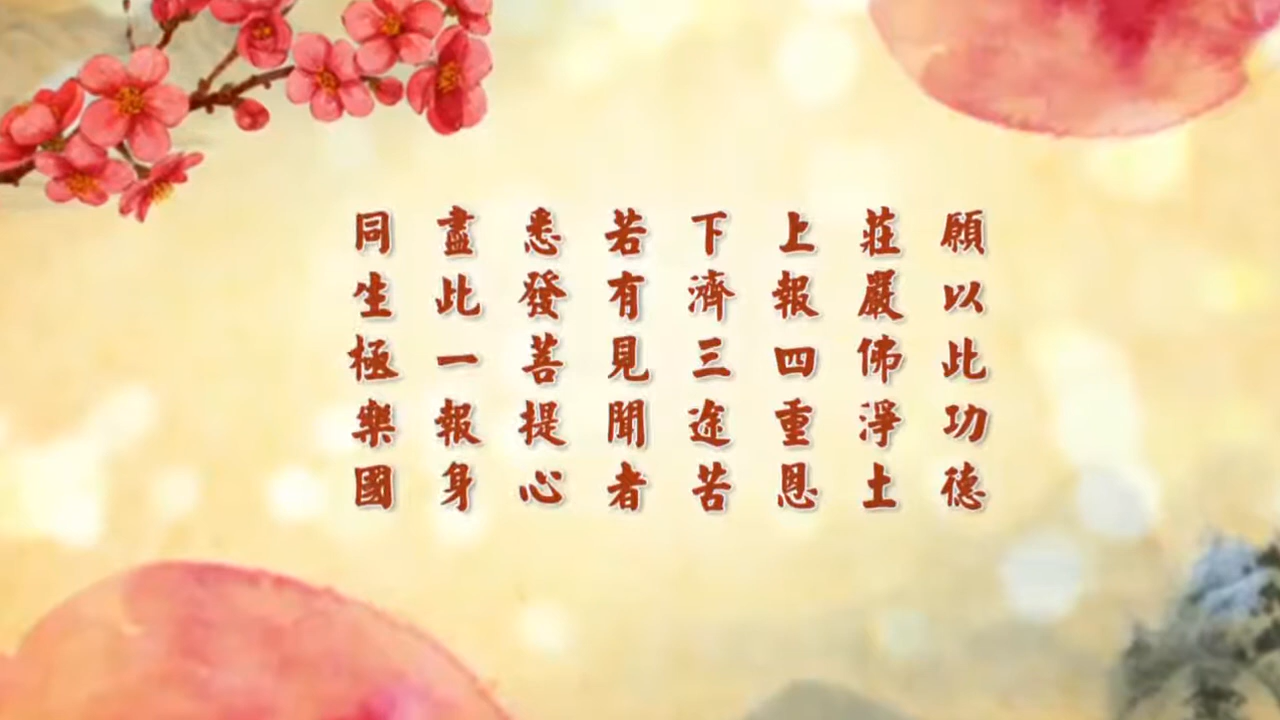 願以此功德
莊嚴佛淨土
上報四重恩
下濟三途苦
若有見聞者
悉發菩提心
盡此一報身
同生極樂國